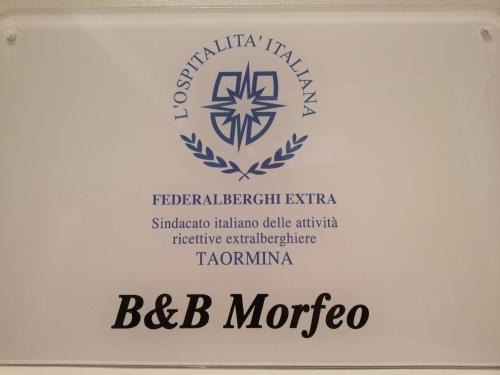 L'OSPITALITA' ITALIANA
FEDERALBERGHI EXTRA
Sindacato italiano delle attività
ricettive extralberghiere
TAORMINA
B&B Morfeo